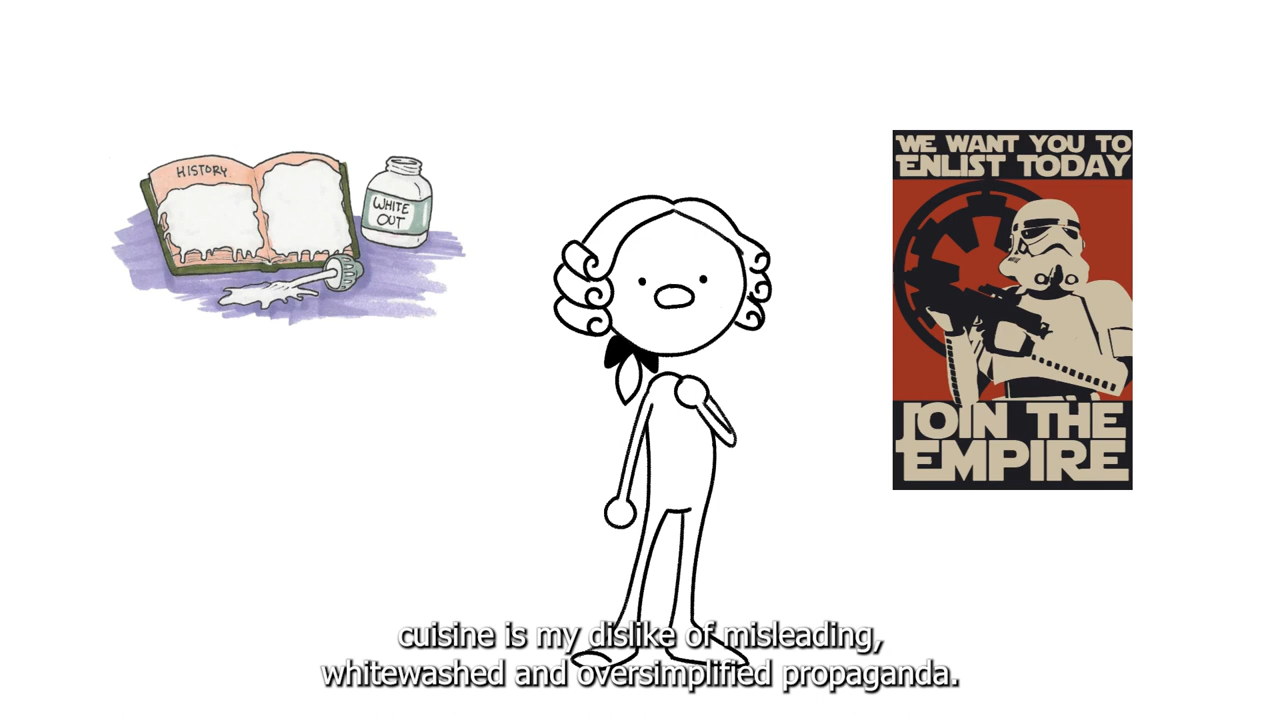 HISTORY
WHITE
OUT
WE WANT YOU TO
ENLIST TODAY
JOIN THE
EMPIRE
cuisine is my dislike of misleading,
whitewashed and oversimplified propaganda.